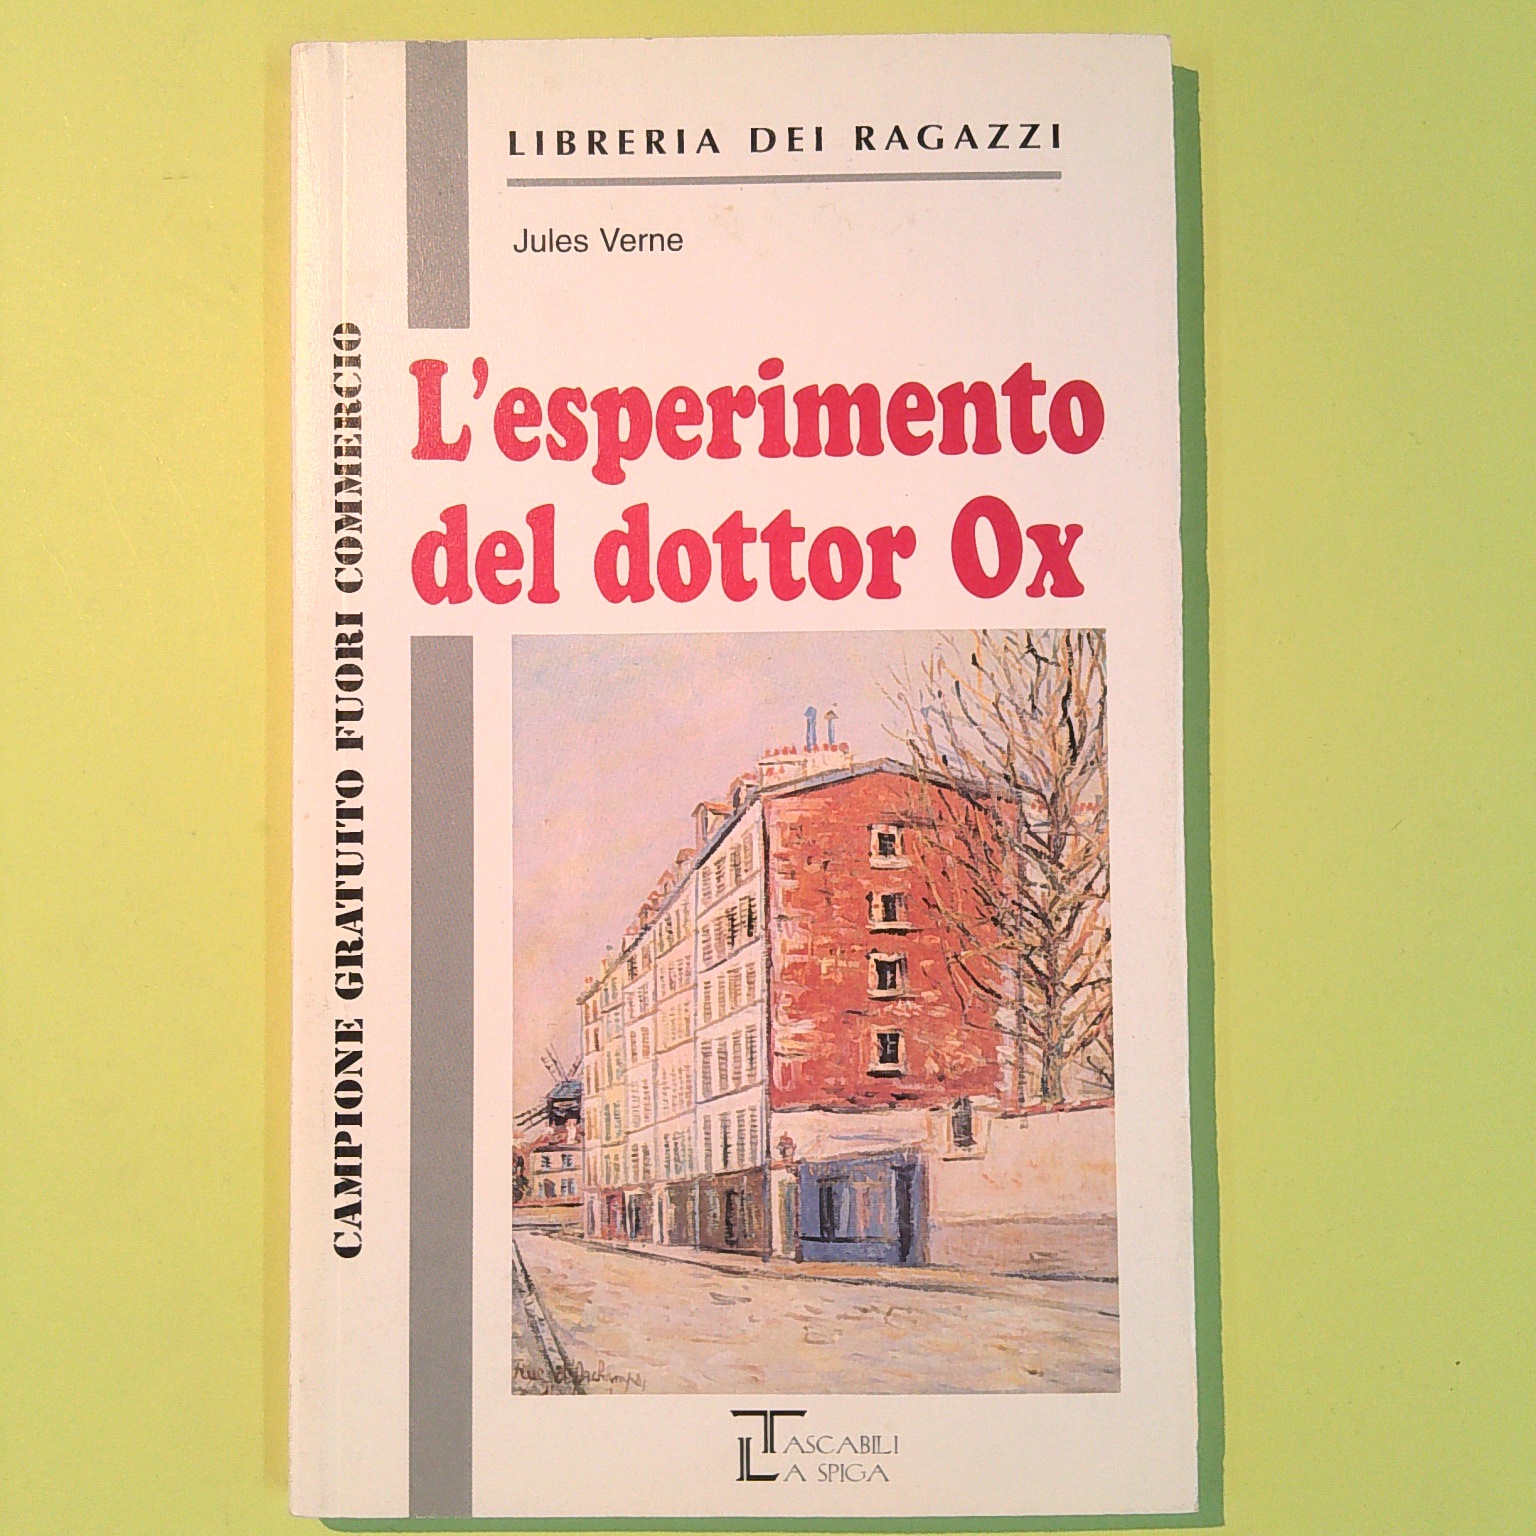 LIBRERIA DEI RAGAZZI
Jules Verne
L'esperimento
del dottor Ox
CAMPIONE GRATUITO FUORI COMMERCIO
TASCABILI
LA SPIGA